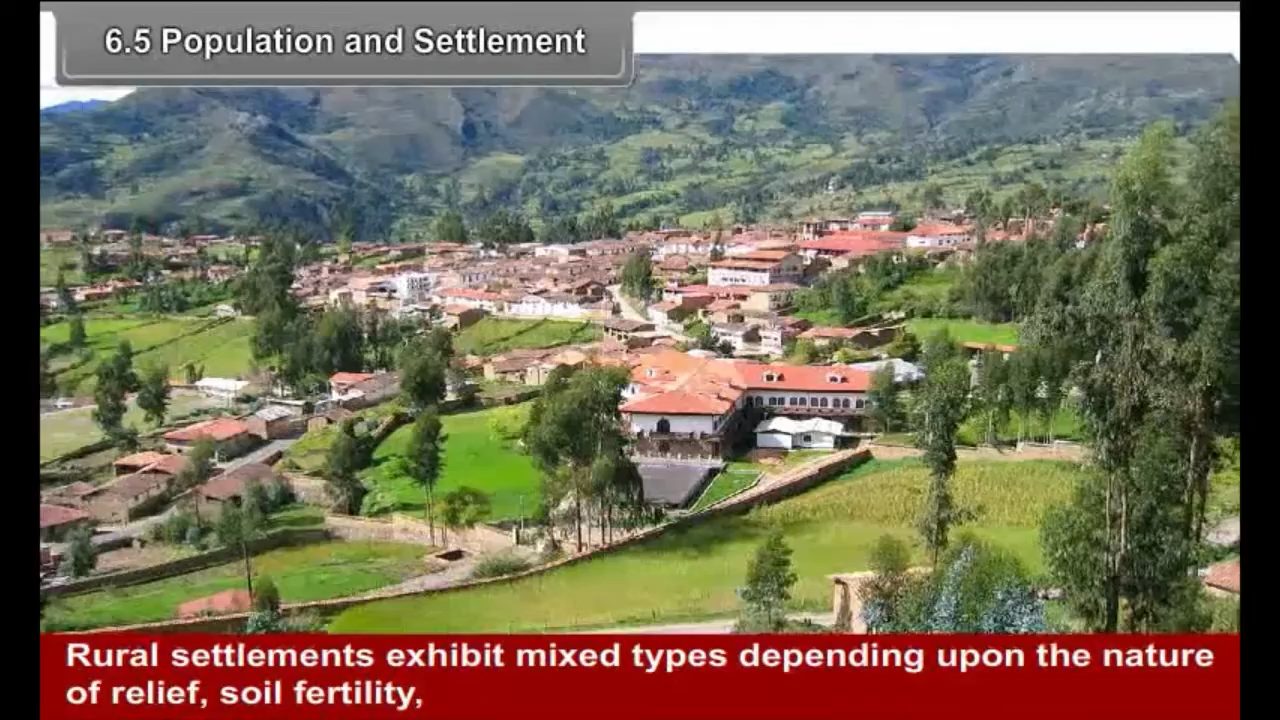 6.5 Population and Settlement
Rural settlements exhibit mixed types depending upon the nature
of relief, soil fertility,